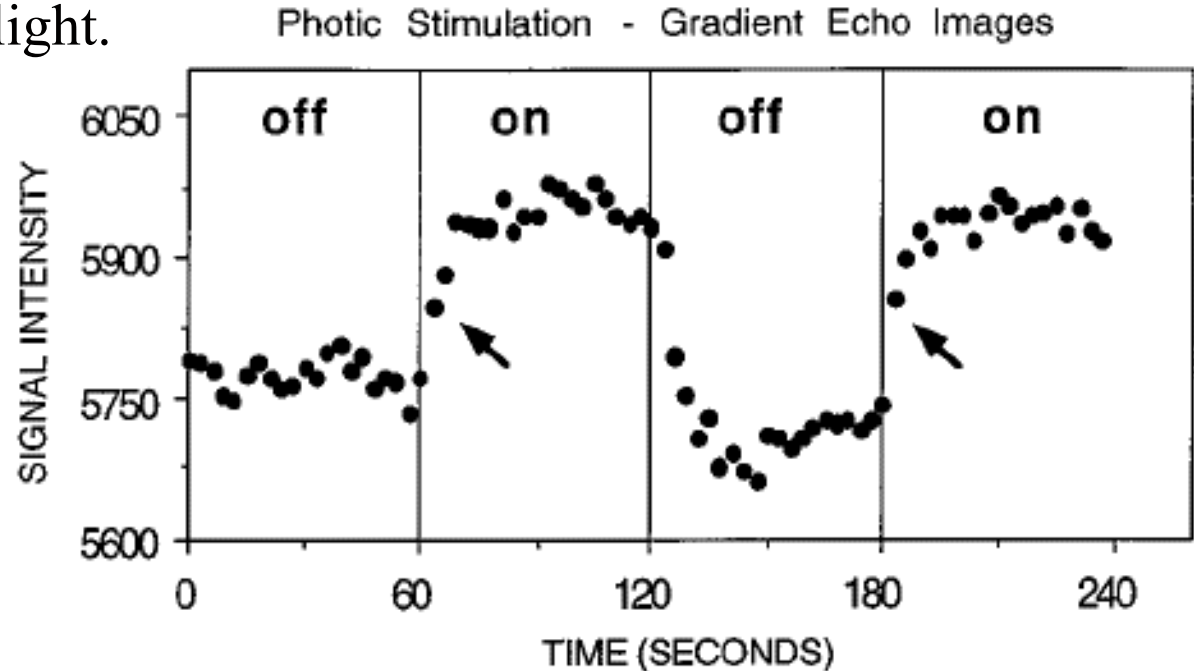 light.
Photic Stimulation - Gradient Echo Images
off on off on
6050
5900
5750
5600
SIGNAL INTENSITY
0 60 120 180 240
TIME (SECONDS)